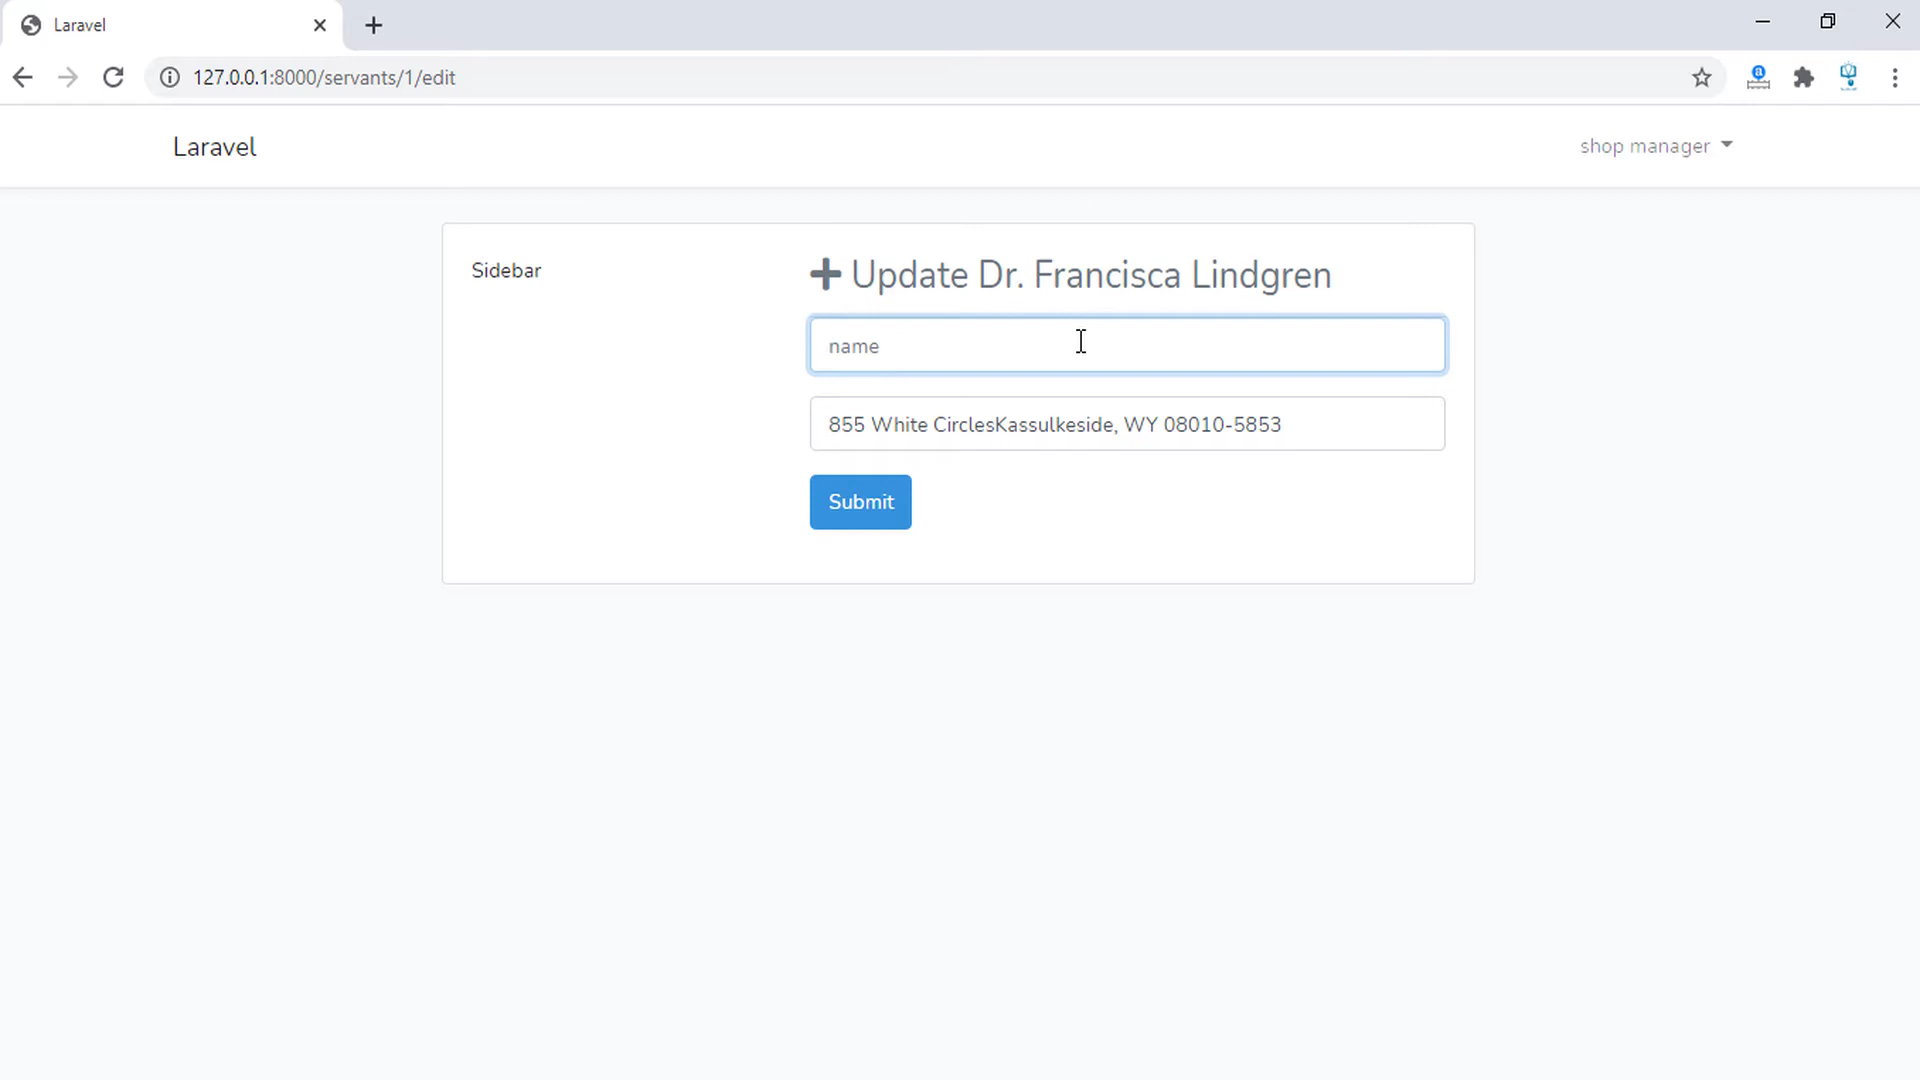 Laravel
127.0.0.1:8000/servants/1/edit
Laravel
shop manager
Sidebar
Update Dr. Francisca Lindgren
name
855 White CirclesKassulkeside, WY 08010-5853
Submit